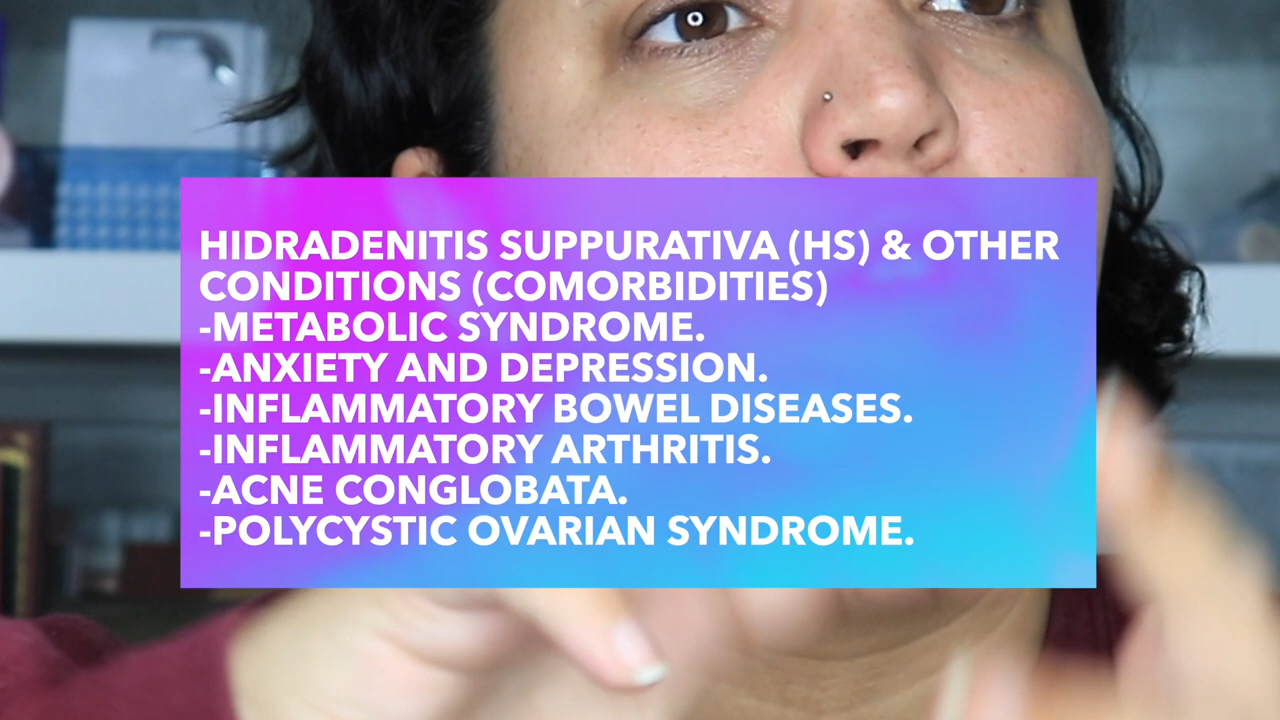 HIDRADENITIS SUPPURATIVA (HS) & OTHER
CONDITIONS (COMORBIDITIES)
-METABOLIC SYNDROME.
-ANXIETY AND DEPRESSION.
-INFLAMMATORY BOWEL DISEASES.
-INFLAMMATORY ARTHRITIS.
-ACNE CONGLOBATA.
-POLYCYSTIC OVARIAN SYNDROME.